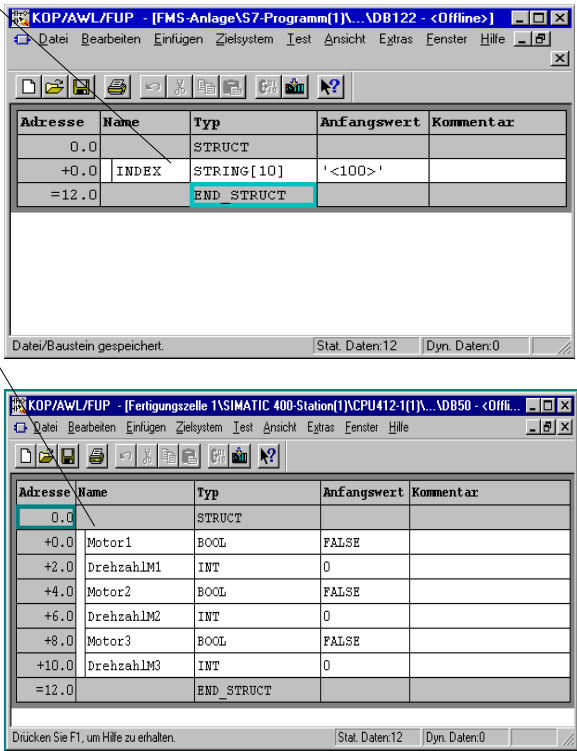 KOP/AWL/FUP - [FMS-Anlage\S7-Programm(1)\...\DB122 - <Offline>]
Datei Bearbeiten Einfügen Zielsystem Test Ansicht Extras Fenster Hilfe
Adresse Name Typ Anfangswert Kommentar
0.0 STRUCT
+0.0 INDEX STRING[10] '<100>'
=12.0 END_STRUCT
Datei/Baustein gespeichert. Stat. Daten:12 Dyn. Daten:0
KOP/AWL/FUP - [Fertigungszelle 1\SIMATIC 400-Station(1)\CPU412-1(1)\...\DB50 - <Offli...
Datei Bearbeiten Einfügen Zielsystem Test Ansicht Extras Fenster Hilfe
Adresse Name Typ Anfangswert Kommentar
0.0 STRUCT
+0.0 Motor1 BOOL FALSE
+2.0 DrehzahlM1 INT 0
+4.0 Motor2 BOOL FALSE
+6.0 DrehzahlM2 INT 0
+8.0 Motor3 BOOL FALSE
+10.0 DrehzahlM3 INT 0
=12.0 END_STRUCT
Drücken Sie F1, um Hilfe zu erhalten. Stat. Daten:12 Dyn. Daten:0